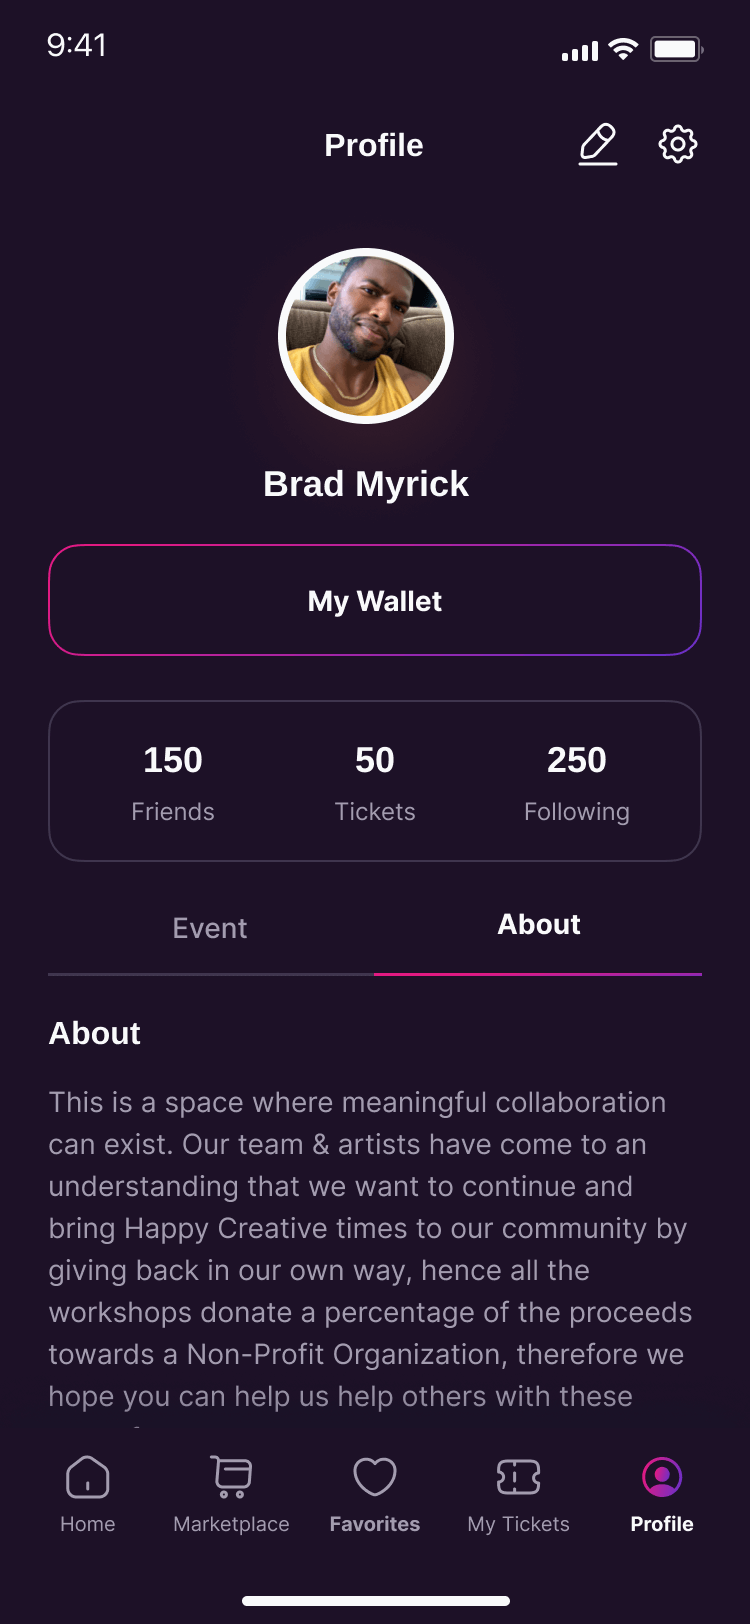 9:41
Profile
Brad Myrick
My Wallet
150 50 250
Friends Tickets Following
Event About
About
This is a space where meaningful collaboration
can exist. Our team & artists have come to an
understanding that we want to continue and
bring Happy Creative times to our community by
giving back in our own way, hence all the
workshops donate a percentage of the proceeds
towards a Non-Profit Organization, therefore we
hope you can help us help others with these
Home Marketplace Favorites My Tickets Profile